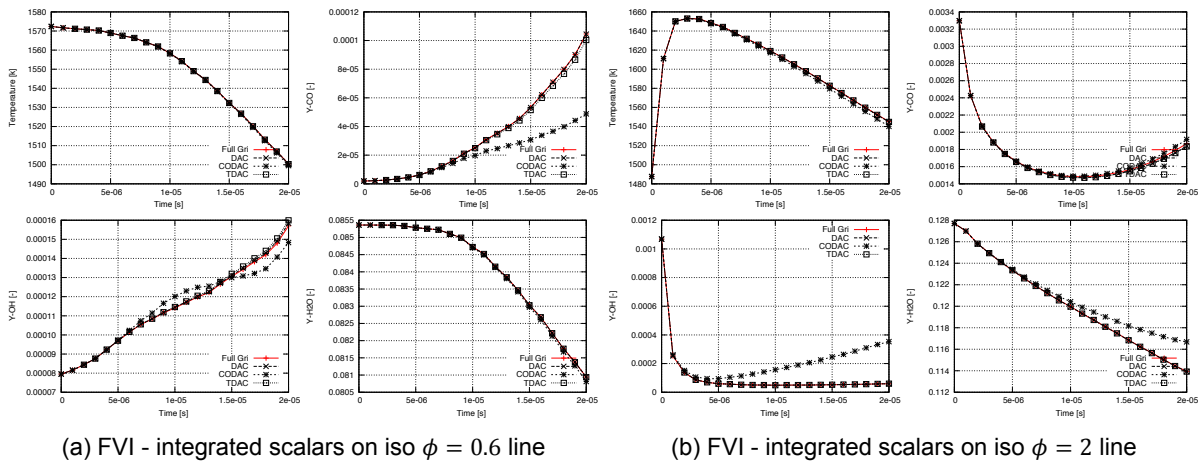 Temperature [k]
1580
1570
1560
1550
1540
1530
1520
1510
1500
1490
Full Gri
DAC
CODAC
TDAC
0 5e-06 1e-05 1.5e-05 2e-05
Time [s]
Y-CO [-]
0.00012
0.0001
8e-05
6e-05
4e-05
2e-05
0
Full Gri
DAC
CODAC
TDAC
0 5e-06 1e-05 1.5e-05 2e-05
Time [s]
Y-OH [-]
0.00016
0.00015
0.00014
0.00013
0.00012
0.00011
0.0001
0.00009
0.00008
0.00007
Full Gri
DAC
CODAC
TDAC
0 5e-06 1e-05 1.5e-05 2e-05
Time [s]
Y-H2O [-]
0.0855
0.085
0.0845
0.084
0.0835
0.083
0.0825
0.082
0.0815
0.081
0.0805
Full Gri
DAC
CODAC
TDAC
0 5e-06 1e-05 1.5e-05 2e-05
Time [s]
(a) FVI - integrated scalars on iso ϕ = 0.6 line
Temperature [k]
1660
1640
1620
1600
1580
1560
1540
1520
1500
1480
Full Gri
DAC
CODAC
TDAC
0 5e-06 1e-05 1.5e-05 2e-05
Time [s]
Y-CO [-]
0.0034
0.0032
0.003
0.0028
0.0026
0.0024
0.0022
0.002
0.0018
0.0016
0.0014
Full Gri
DAC
CODAC
TDAC
0 5e-06 1e-05 1.5e-05 2e-05
Time [s]
Y-OH [-]
0.0012
0.001
0.0008
0.0006
0.0004
0.0002
0
Full Gri
DAC
CODAC
TDAC
0 5e-06 1e-05 1.5e-05 2e-05
Time [s]
Y-H2O [-]
0.128
0.126
0.124
0.122
0.12
0.118
0.116
0.114
0.112
Full Gri
DAC
CODAC
TDAC
0 5e-06 1e-05 1.5e-05 2e-05
Time [s]
(b) FVI - integrated scalars on iso ϕ = 2 line